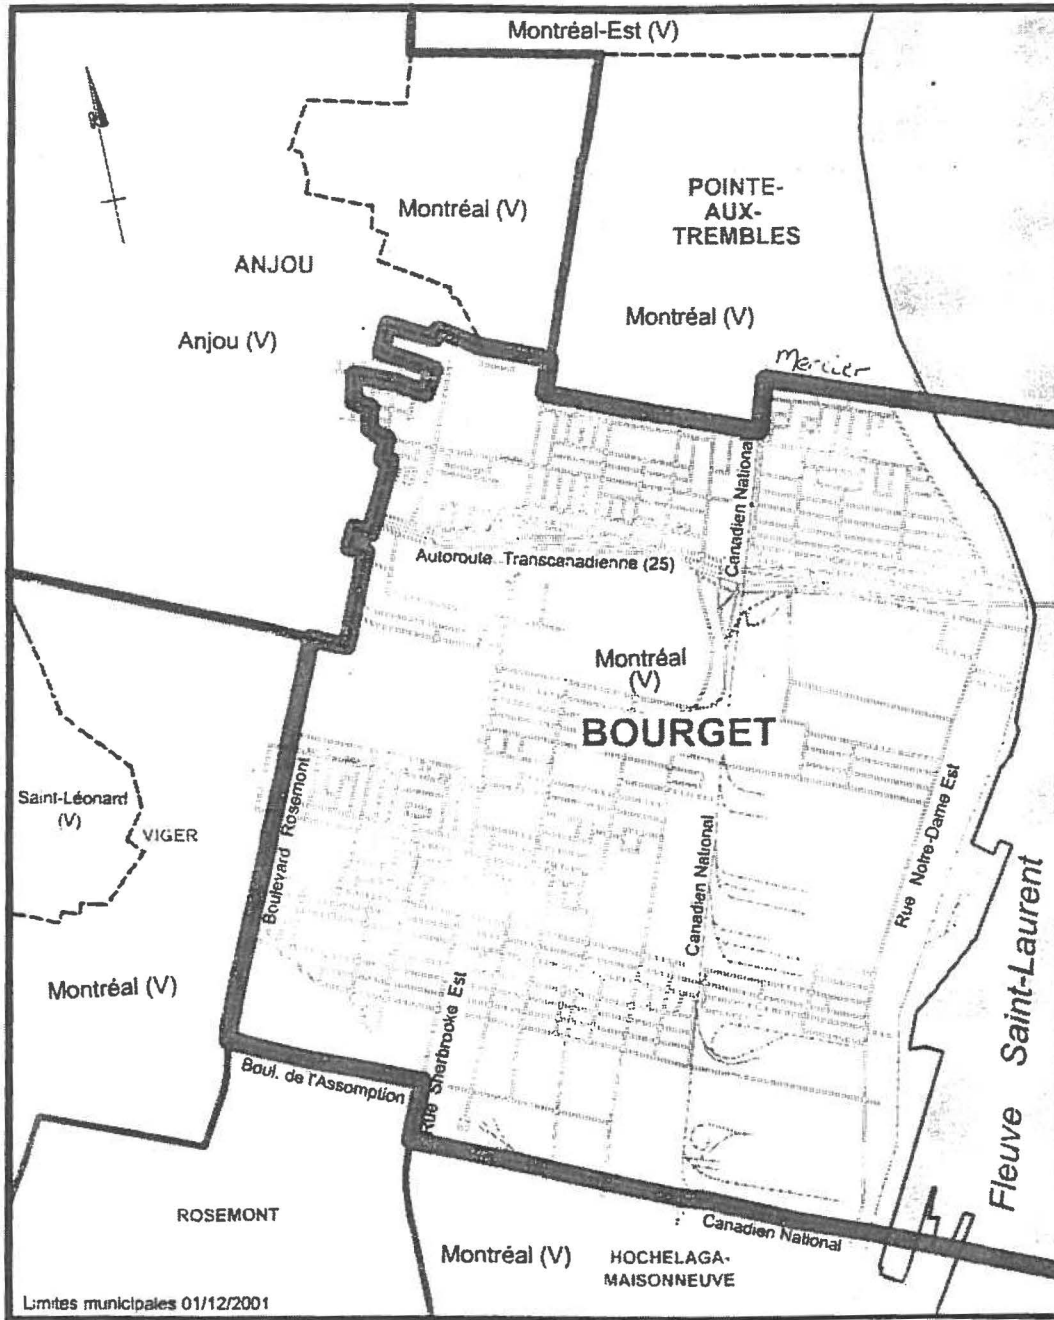 Montréal-Est (V)
POINTE-
AUX-
TREMBLES
Montréal (V)
ANJOU
Montréal (V)
Anjou (V)
Mercier
Canadien National
Autoroute Transcanadienne (25)
Montréal
(V)
BOURGET
Saint-Léonard
(V)
VIGER
Boulevard Rosemont
Canadien National
Rue Notre-Dame Est
Fleuve Saint-Laurent
Montréal (V)
Rue Sherbrooke Est
Boul. de l'Assomption
ROSEMONT
Canadien National
Montréal (V)
HOCHELAGA-
MAISONNEUVE
Limites municipales 01/12/2001